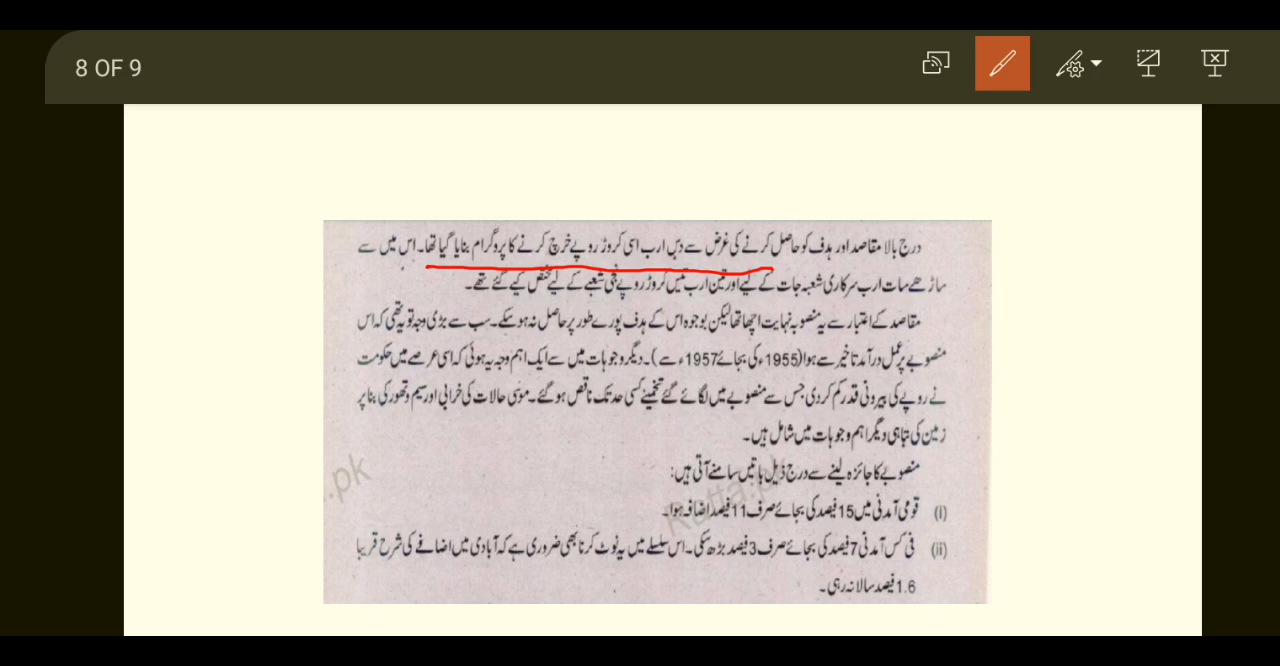 8 OF 9
درج بالا مقاصد اور ہدف کو حاصل کرنے کی غرض سے دس ارب اسی کروڑ روپے خرچ کرنے کا پروگرام بنایا گیا تھا۔ اس میں سے
ساڑھے سات ارب سرکاری شعبہ جات کے لیے اور تین ارب تیس کروڑ روپے نجی شعبے کے لیے مختص کیے گئے تھے۔
مقاصد کے اعتبار سے یہ منصوبہ نہایت اچھا تھا لیکن بوجوہ اس کے ہدف پورے طور پر حاصل نہ ہو سکے۔ سب سے بڑی وجہ تو یہ تھی کہ اس
منصوبے پر عمل درآمد تاخیر سے ہوا (1955ء کی بجائے 1957ء سے)۔ دیگر وجوہات میں سے ایک اہم وجہ یہ ہوئی کہ اسی عرصے میں حکومت
نے روپے کی بیرونی قدر کم کر دی جس سے منصوبے میں لگائے گئے تخمینے کسی حد تک ناقص ہو گئے۔ موسمی حالات کی خرابی اور سیم و تھور کی بنا پر
زمین کی تباہی دیگر اہم وجوہات میں شامل ہیں۔
منصوبے کا جائزہ لینے سے درج ذیل باتیں سامنے آتی ہیں:
(i) قومی آمدنی میں 15 فیصد کی بجائے صرف 11 فیصد اضافہ ہوا۔
(ii) فی کس آمدنی 7 فیصد کی بجائے صرف 3 فیصد بڑھ سکی۔ اس سلسلے میں یہ نوٹ کرنا بھی ضروری ہے کہ آبادی میں اضافے کی شرح قریبا
1.6 فیصد سالانہ رہی۔
Ratta.pk
.pk